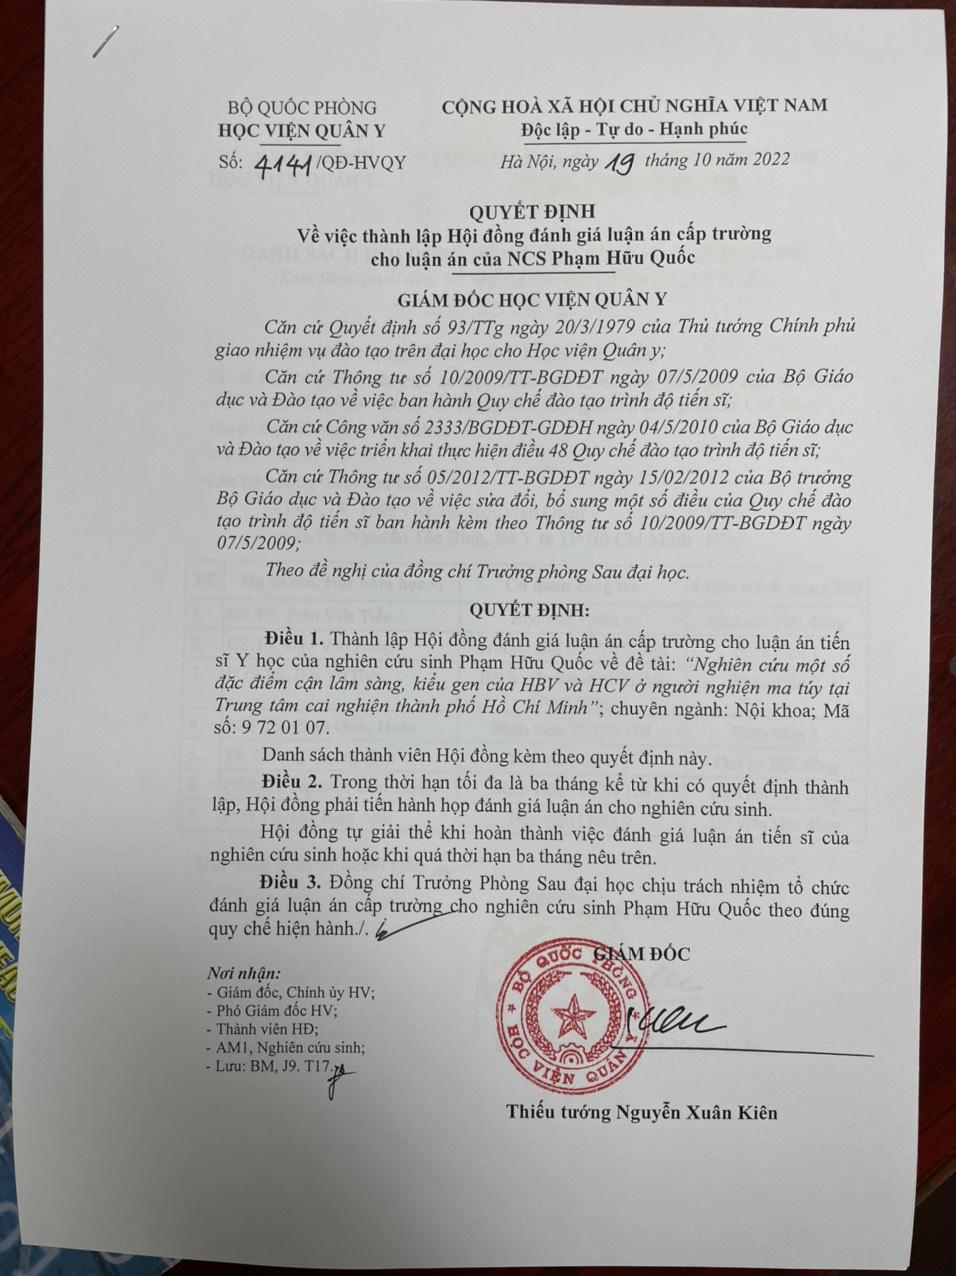 BỘ QUỐC PHÒNG
HỌC VIỆN QUÂN Y
Số: 4141/QĐ-HVQY
CỘNG HOÀ XÃ HỘI CHỦ NGHĨA VIỆT NAM
Độc lập - Tự do - Hạnh phúc
Hà Nội, ngày 19 tháng 10 năm 2022
QUYẾT ĐỊNH
Về việc thành lập Hội đồng đánh giá luận án cấp trường
cho luận án của NCS Phạm Hữu Quốc
GIÁM ĐỐC HỌC VIỆN QUÂN Y
Căn cứ Quyết định số 93/TTg ngày 20/3/1979 của Thủ tướng Chính phủ
giao nhiệm vụ đào tạo trên đại học cho Học viện Quân y;
Căn cứ Thông tư số 10/2009/TT-BGDĐT ngày 07/5/2009 của Bộ Giáo
dục và Đào tạo về việc ban hành Quy chế đào tạo trình độ tiến sĩ;
Căn cứ Công văn số 2333/BGDĐT-GDĐH ngày 04/5/2010 của Bộ Giáo dục
và Đào tạo về việc triển khai thực hiện điều 48 Quy chế đào tạo trình độ tiến sĩ;
Căn cứ Thông tư số 05/2012/TT-BGDĐT ngày 15/02/2012 của Bộ trưởng
Bộ Giáo dục và Đào tạo về việc sửa đổi, bổ sung một số điều của Quy chế đào
tạo trình độ tiến sĩ ban hành kèm theo Thông tư số 10/2009/TT-BGDĐT ngày
07/5/2009;
Theo đề nghị của đồng chí Trưởng phòng Sau đại học.
QUYẾT ĐỊNH:
Điều 1. Thành lập Hội đồng đánh giá luận án cấp trường cho luận án tiến
sĩ Y học của nghiên cứu sinh Phạm Hữu Quốc về đề tài: “Nghiên cứu một số
đặc điểm cận lâm sàng, kiểu gen của HBV và HCV ở người nghiện ma túy tại
Trung tâm cai nghiện thành phố Hồ Chí Minh”; chuyên ngành: Nội khoa; Mã
số: 9 72 01 07.
Danh sách thành viên Hội đồng kèm theo quyết định này.
Điều 2. Trong thời hạn tối đa là ba tháng kể từ khi có quyết định thành
lập, Hội đồng phải tiến hành họp đánh giá luận án cho nghiên cứu sinh.
Hội đồng tự giải thể khi hoàn thành việc đánh giá luận án tiến sĩ của
nghiên cứu sinh hoặc khi quá thời hạn ba tháng nêu trên.
Điều 3. Đồng chí Trưởng Phòng Sau đại học chịu trách nhiệm tổ chức
đánh giá luận án cấp trường cho nghiên cứu sinh Phạm Hữu Quốc theo đúng
quy chế hiện hành./.
Nơi nhận:
- Giám đốc, Chính ủy HV;
- Phó Giám đốc HV;
- Thành viên HĐ;
- AM1, Nghiên cứu sinh;
- Lưu: BM, J9. T17.
GIÁM ĐỐC
BỘ QUỐC PHÒNG
HỌC VIỆN QUÂN Y
Thiếu tướng Nguyễn Xuân Kiên